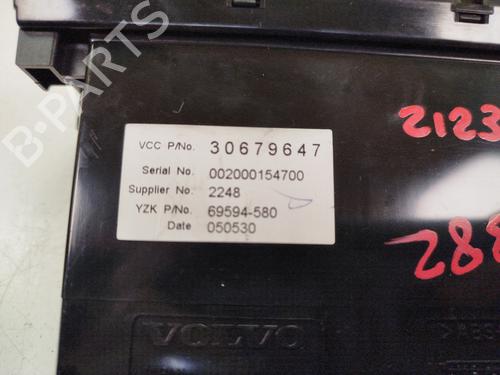 B-PARTS
VCC P/No. 30679647
Serial No. 002000154700
Supplier No. 2248
YZK P/No. 69594-580
Date 050530
2123
288
VOLVO